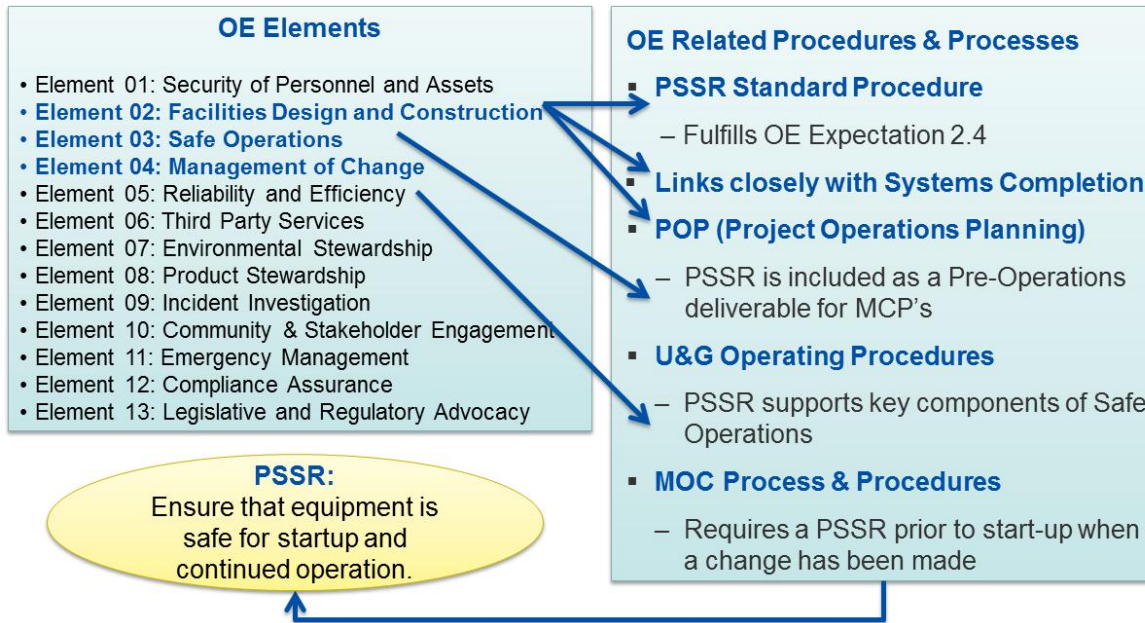 OE Elements
• Element 01: Security of Personnel and Assets
• Element 02: Facilities Design and Construction
• Element 03: Safe Operations
• Element 04: Management of Change
• Element 05: Reliability and Efficiency
• Element 06: Third Party Services
• Element 07: Environmental Stewardship
• Element 08: Product Stewardship
• Element 09: Incident Investigation
• Element 10: Community & Stakeholder Engagement
• Element 11: Emergency Management
• Element 12: Compliance Assurance
• Element 13: Legislative and Regulatory Advocacy
PSSR:
Ensure that equipment is
safe for startup and
continued operation.
OE Related Procedures & Processes
▪ PSSR Standard Procedure
– Fulfills OE Expectation 2.4
▪ Links closely with Systems Completion
▪ POP (Project Operations Planning)
– PSSR is included as a Pre-Operations
deliverable for MCP's
▪ U&G Operating Procedures
– PSSR supports key components of Safe
Operations
▪ MOC Process & Procedures
– Requires a PSSR prior to start-up when
a change has been made